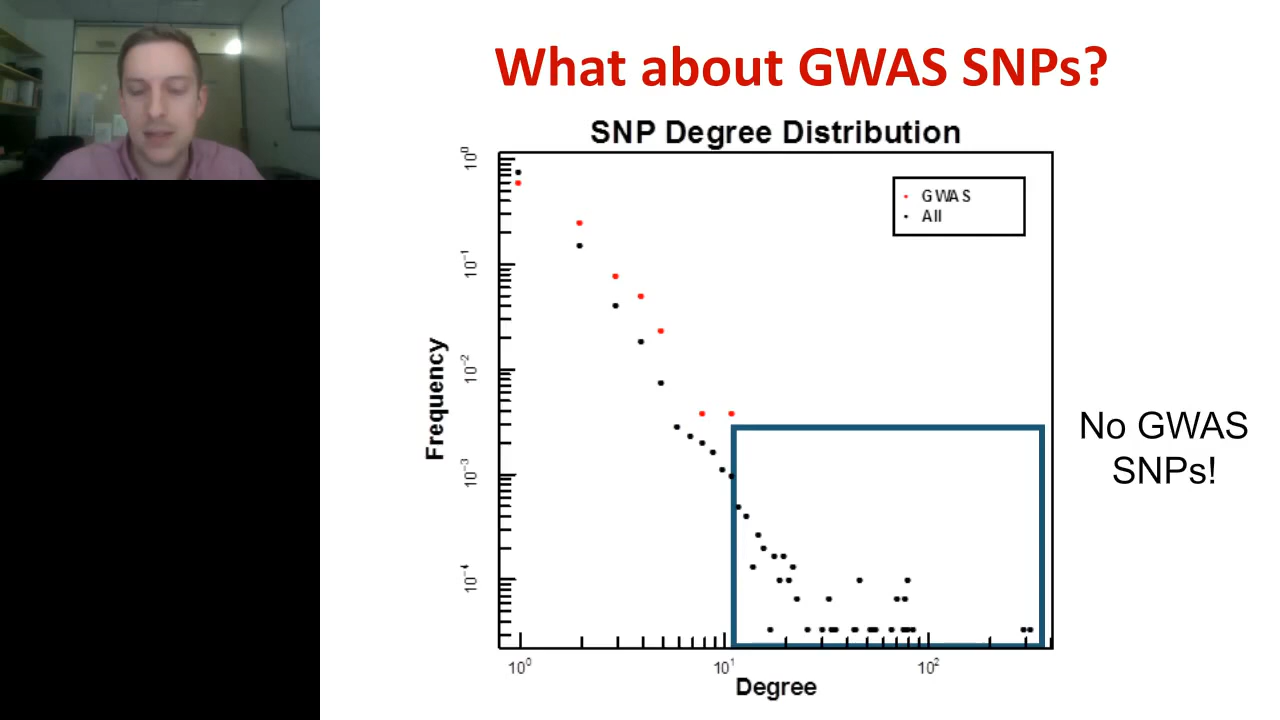 What about GWAS SNPs?
SNP Degree Distribution
GWAS
All
10⁰
10⁻¹
10⁻²
10⁻³
10⁻⁴
Frequency
No GWAS
SNPs!
10⁰ 10¹ 10²
Degree